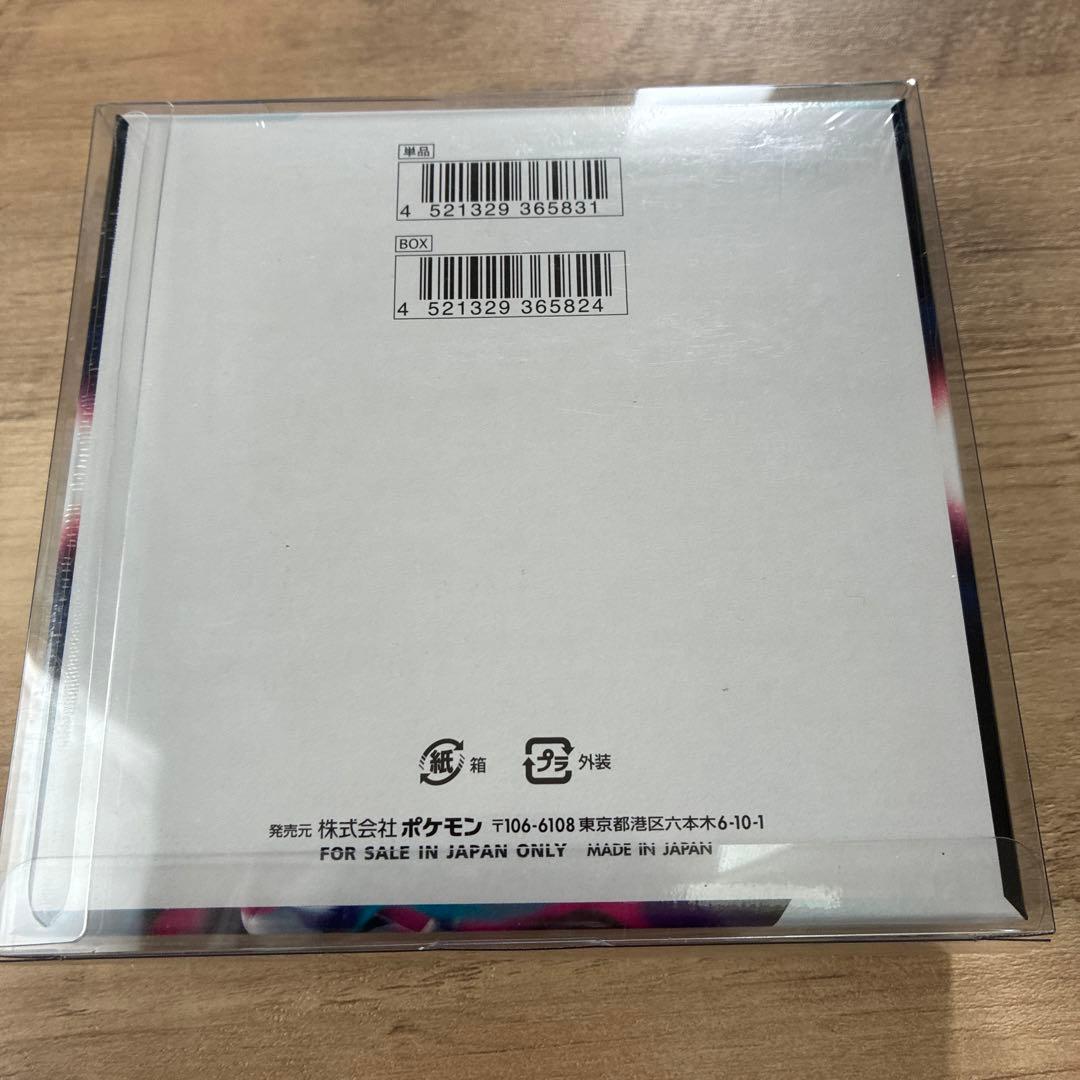 単品
4 521329 365831
BOX
4 521329 365824
紙 箱 プラ 外装
発売元 株式会社 ポケモン 〒106-6108 東京都港区六本木6-10-1
FOR SALE IN JAPAN ONLY MADE IN JAPAN